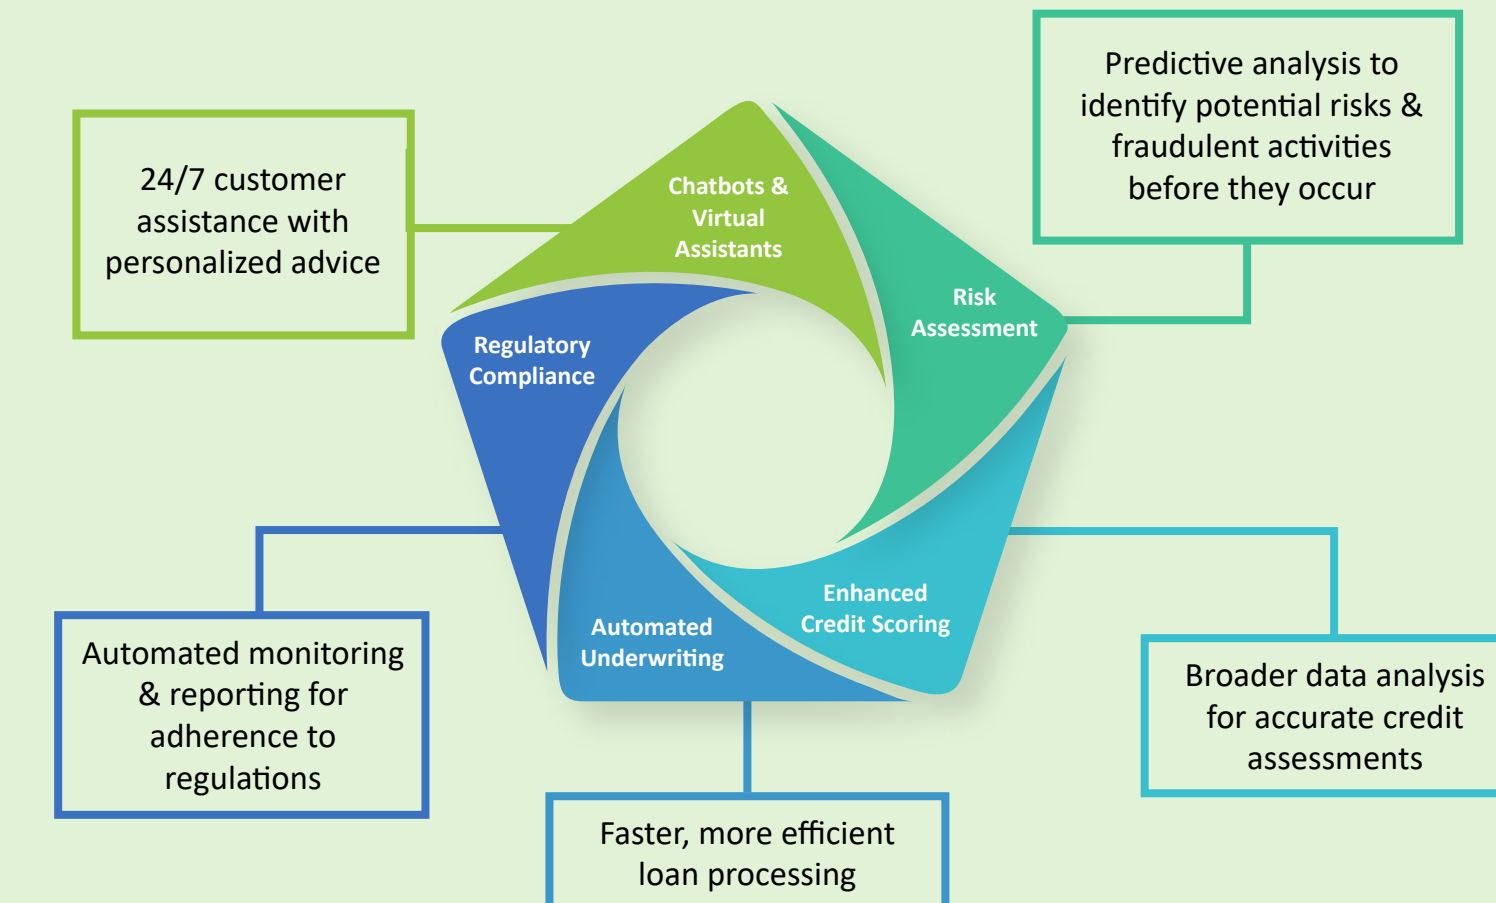 Predictive analysis to
identify potential risks &
fraudulent activities
before they occur
24/7 customer
assistance with
personalized advice
Chatbots &
Virtual
Assistants
Risk
Assessment
Regulatory
Compliance
Enhanced
Credit Scoring
Automated
Underwriting
Automated monitoring
& reporting for
adherence to
regulations
Broader data analysis
for accurate credit
assessments
Faster, more efficient
loan processing